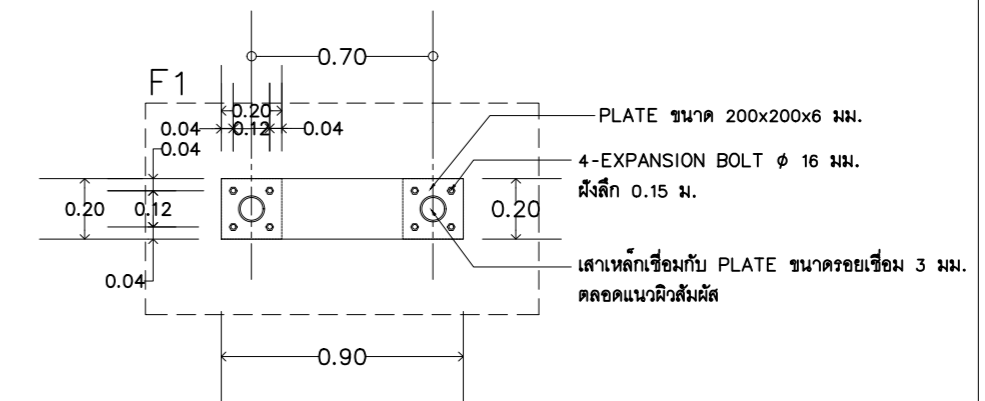 0.70
F1
0.20
0.04 0.12 0.04
0.04
PLATE ขนาด 200x200x6 มม.
4-EXPANSION BOLT ϕ 16 มม.
ฝังลึก 0.15 ม.
0.20 0.12 0.20
0.04
เสาเหล็กเชื่อมกับ PLATE ขนาดรอยเชื่อม 3 มม.
ตลอดแนวผิวสัมผัส
0.90